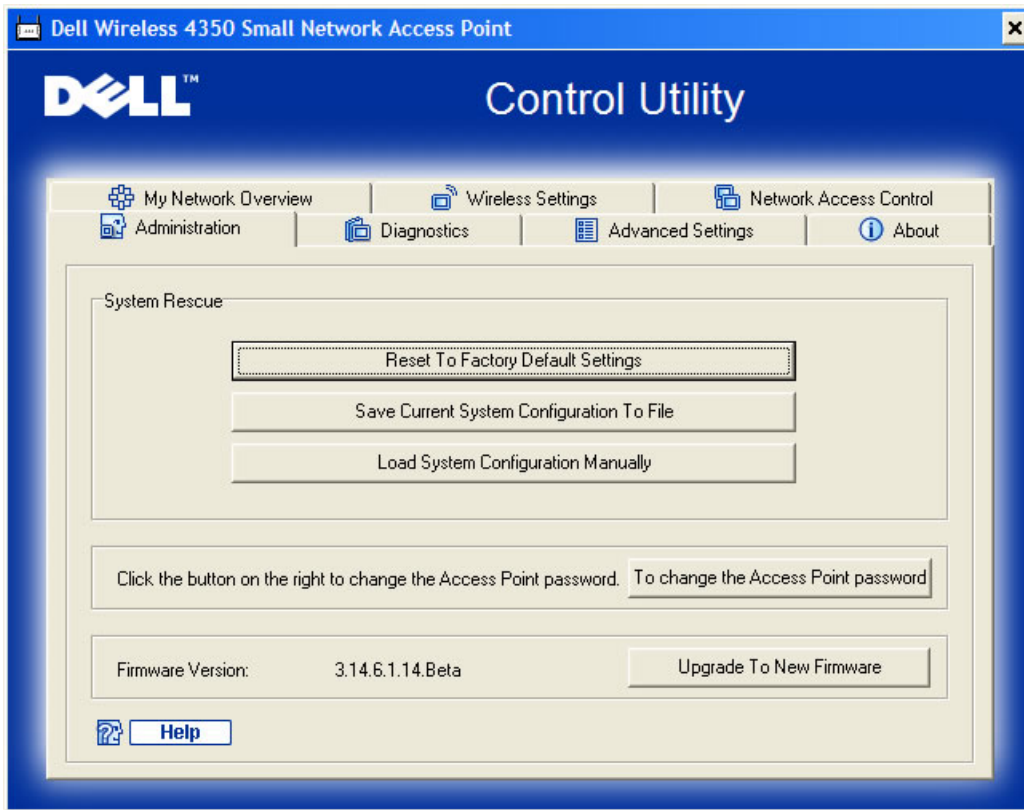 Dell Wireless 4350 Small Network Access Point
DELL™
Control Utility
My Network Overview
Wireless Settings
Network Access Control
Administration
Diagnostics
Advanced Settings
About
System Rescue
Reset To Factory Default Settings
Save Current System Configuration To File
Load System Configuration Manually
Click the button on the right to change the Access Point password.
To change the Access Point password
Firmware Version:
3.14.6.1.14.Beta
Upgrade To New Firmware
Help